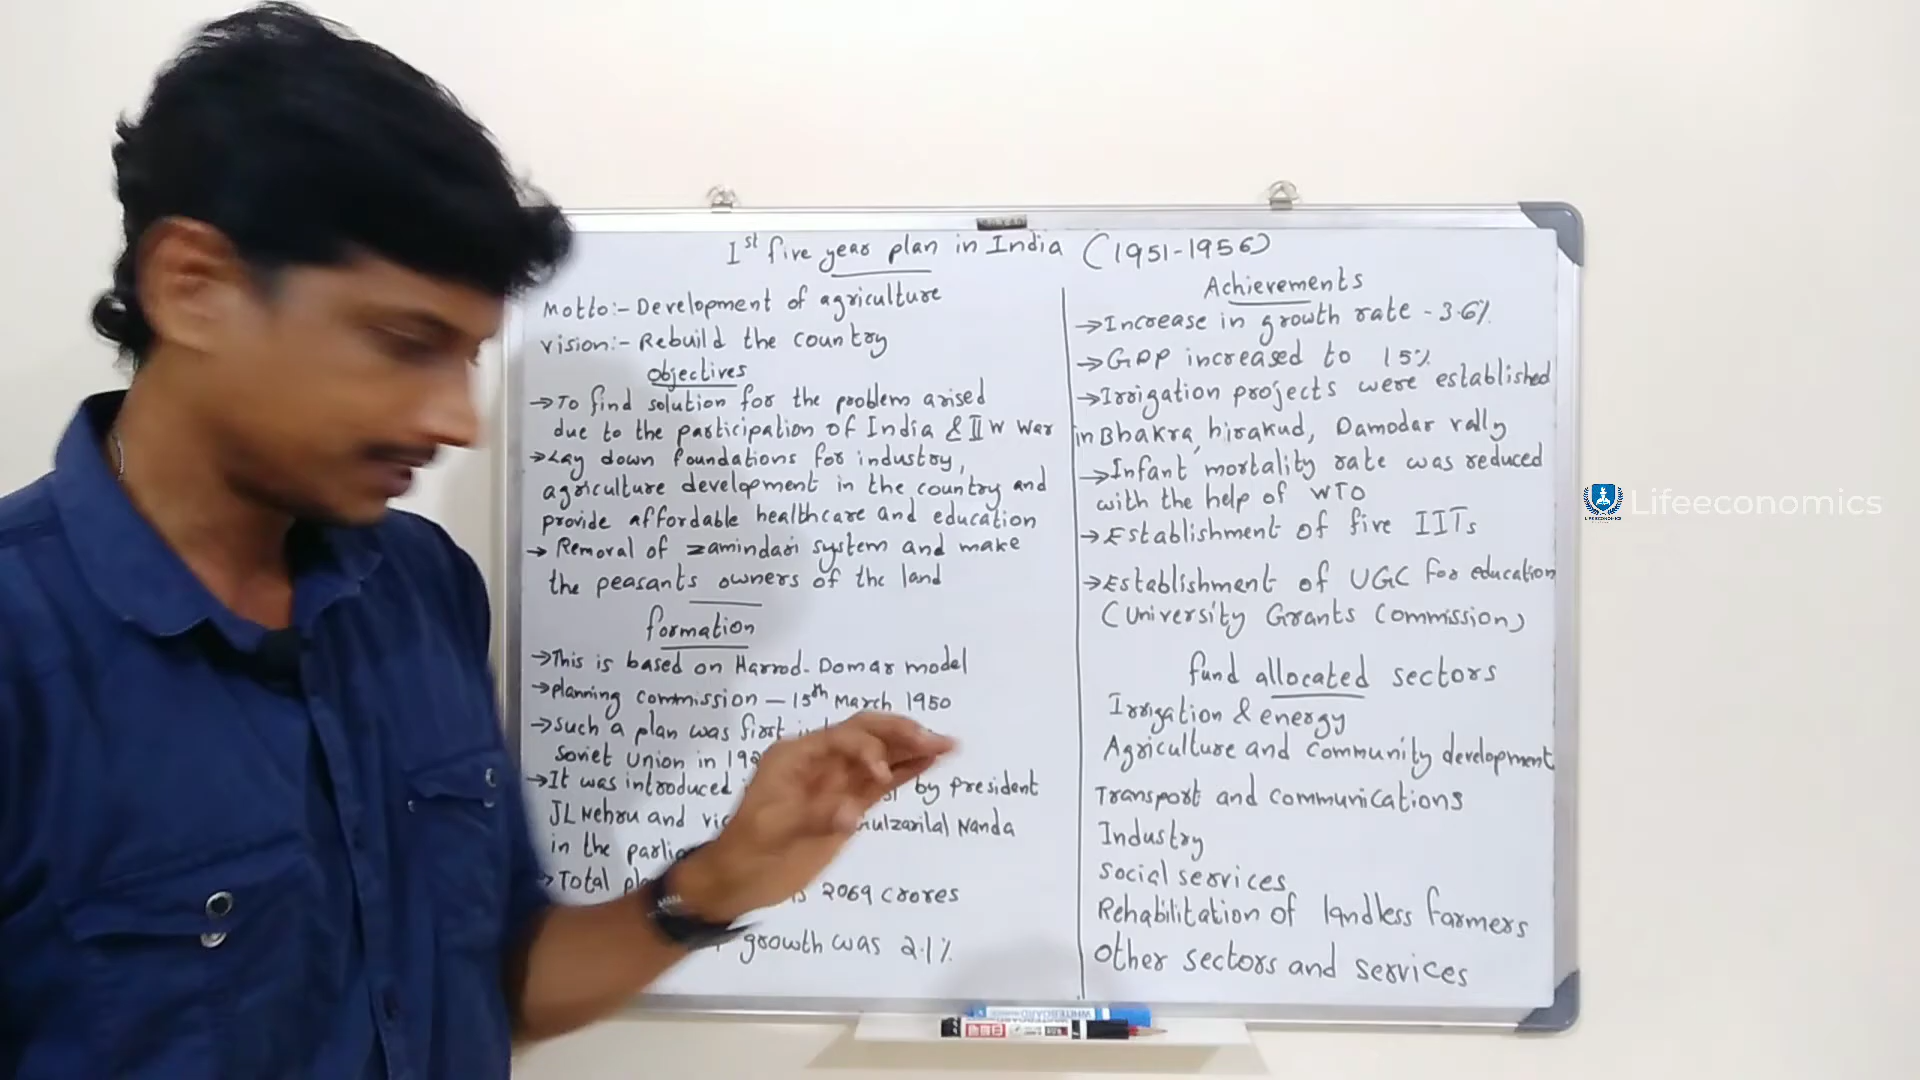 1st five year plan in India (1951-1956)
Motto:- Development of agriculture
vision:- Rebuild the country
Objectives
→To find solution for the problem arised
due to the participation of India & II W War
→Lay down foundations for industry,
agriculture development in the country and
provide affordable healthcare and education
→ Removal of zamindari system and make
the peasants owners of the land
formation
→This is based on Harrod-Domar model
→planning commission - 15th March 1950
→such a plan was first
soviet Union in
→It was introduced by president
JL Nehru and Gulzarilal Nanda
in the
→Total 2069 crores
growth was 2.1%
Achievements
→Increase in growth rate - 3.6%
→GDP increased to 15%
→Irrigation projects were established
in Bhakra, hirakud, Damodar vally
→Infant mortality rate was reduced
with the help of WTO
→Establishment of five IITs
→Establishment of UGC for education
(University Grants Commission)
fund allocated sectors
Irrigation & energy
Agriculture and community development
Transport and communications
Industry
social services
Rehabilitation of landless farmers
other sectors and services
Lifeeconomics